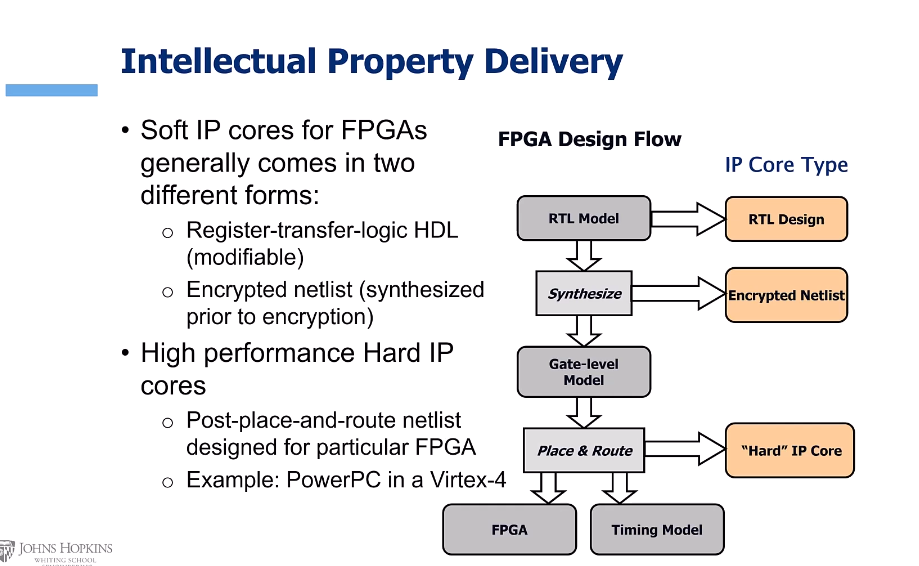 Intellectual Property Delivery
• Soft IP cores for FPGAs
generally comes in two
different forms:
o Register-transfer-logic HDL
(modifiable)
o Encrypted netlist (synthesized
prior to encryption)
• High performance Hard IP
cores
o Post-place-and-route netlist
designed for particular FPGA
o Example: PowerPC in a Virtex-4
FPGA Design Flow
IP Core Type
RTL Model
RTL Design
Synthesize
Encrypted Netlist
Gate-level
Model
Place & Route
“Hard” IP Core
FPGA
Timing Model
JOHNS HOPKINS
WHITING SCHOOL